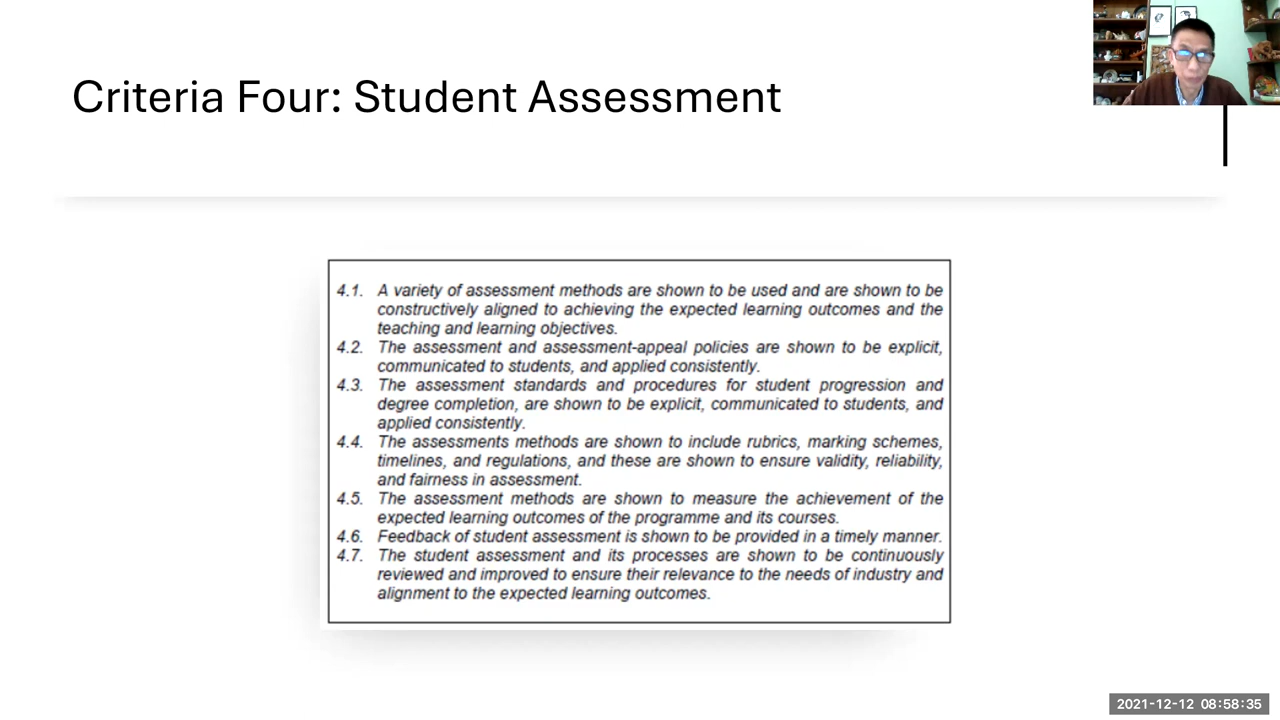 Criteria Four: Student Assessment
4.1. A variety of assessment methods are shown to be used and are shown to be
constructively aligned to achieving the expected learning outcomes and the
teaching and learning objectives.
4.2. The assessment and assessment-appeal policies are shown to be explicit,
communicated to students, and applied consistently.
4.3. The assessment standards and procedures for student progression and
degree completion, are shown to be explicit, communicated to students, and
applied consistently.
4.4. The assessments methods are shown to include rubrics, marking schemes,
timelines, and regulations, and these are shown to ensure validity, reliability,
and fairness in assessment.
4.5. The assessment methods are shown to measure the achievement of the
expected learning outcomes of the programme and its courses.
4.6. Feedback of student assessment is shown to be provided in a timely manner.
4.7. The student assessment and its processes are shown to be continuously
reviewed and improved to ensure their relevance to the needs of industry and
alignment to the expected learning outcomes.
2021-12-12 08:58:35